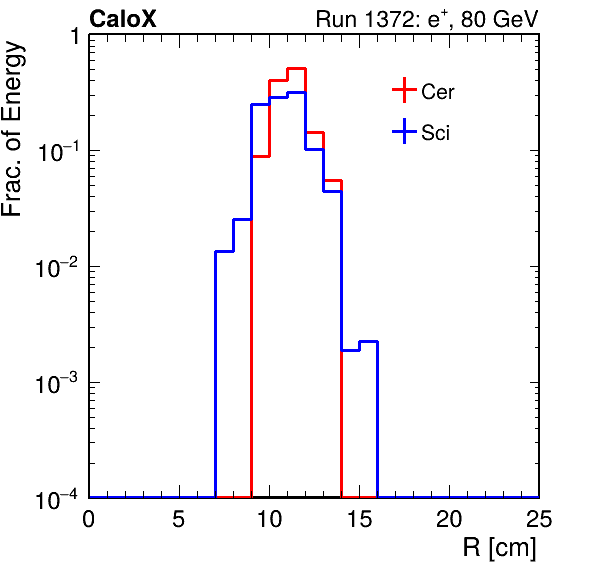 CaloX Run 1372: e⁺, 80 GeV
Frac. of Energy
1
10⁻¹
10⁻²
10⁻³
10⁻⁴
Cer
Sci
0 5 10 15 20 25
R [cm]